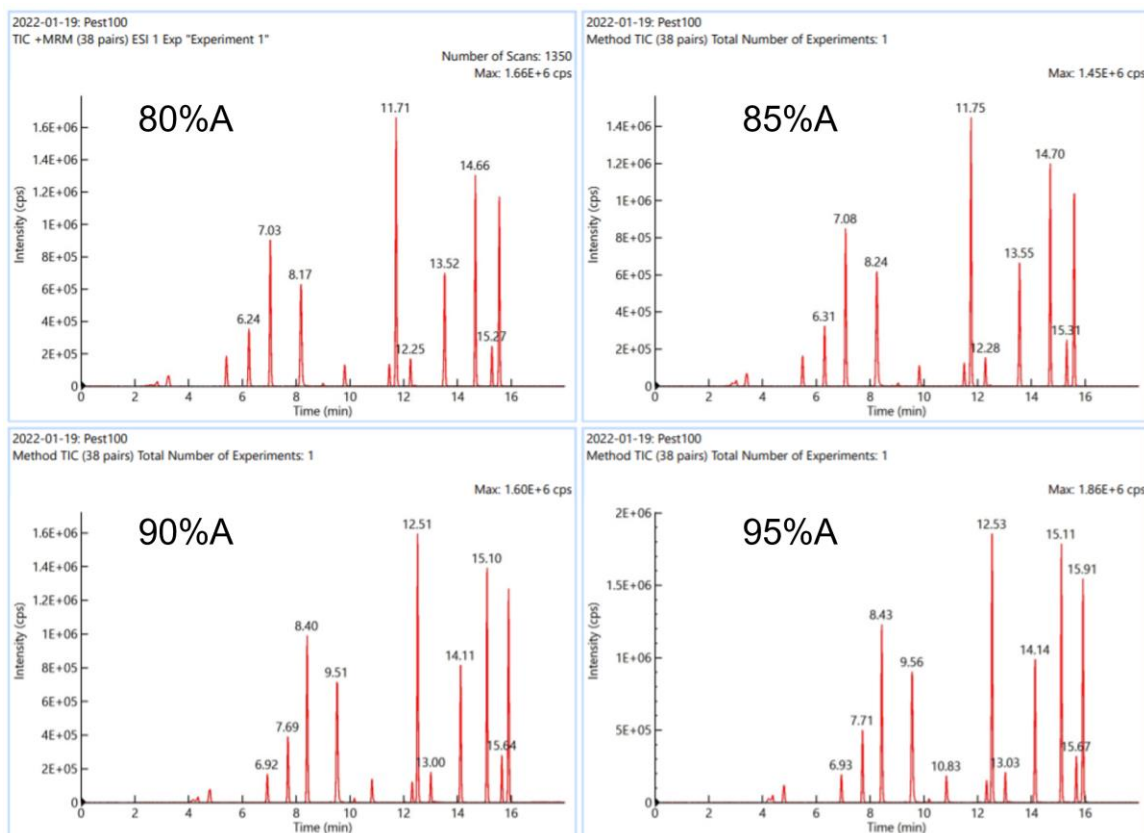 2022-01-19: Pest100
TIC +MRM (38 pairs) ESI 1 Exp "Experiment 1"
Number of Scans: 1350
Max: 1.66E+6 cps
80%A
Intensity (cps)
1.6E+06
1.4E+06
1.2E+06
1E+06
8E+05
6E+05
4E+05
2E+05
0
11.71
14.66
7.03
13.52
8.17
6.24
12.25
15.27
0 2 4 6 8 10 12 14 16
Time (min)
2022-01-19: Pest100
Method TIC (38 pairs) Total Number of Experiments: 1
Max: 1.45E+6 cps
85%A
Intensity (cps)
1.4E+06
1.2E+06
1E+06
8E+05
6E+05
4E+05
2E+05
0
11.75
14.70
7.08
13.55
8.24
6.31
12.28
15.31
0 2 4 6 8 10 12 14 16
Time (min)
2022-01-19: Pest100
Method TIC (38 pairs) Total Number of Experiments: 1
Max: 1.60E+6 cps
90%A
Intensity (cps)
1.6E+06
1.4E+06
1.2E+06
1E+06
8E+05
6E+05
4E+05
2E+05
0
12.51
15.10
8.40
14.11
9.51
7.69
6.92
13.00
15.64
0 2 4 6 8 10 12 14 16
Time (min)
2022-01-19: Pest100
Method TIC (38 pairs) Total Number of Experiments: 1
Max: 1.86E+6 cps
95%A
Intensity (cps)
2E+06
1.5E+06
1E+06
5E+05
0
12.53
15.11
15.91
8.43
14.14
9.56
7.71
6.93
10.83
13.03
15.67
0 2 4 6 8 10 12 14 16
Time (min)